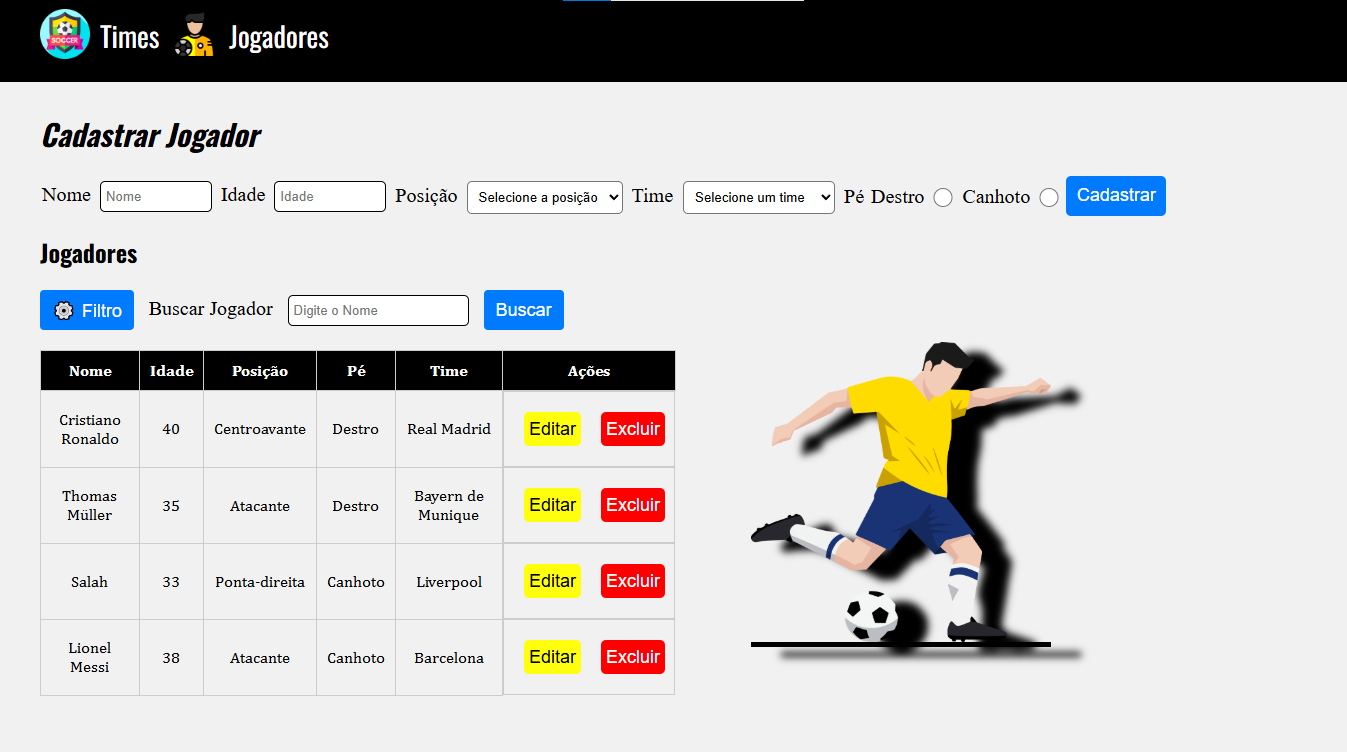 SOCCER Times Jogadores
Cadastrar Jogador
Nome Nome Idade Idade Posição Selecione a posição Time Selecione um time Pé Destro Canhoto Cadastrar
Jogadores
Filtro Buscar Jogador Digite o Nome Buscar
Nome Idade Posição Pé Time Ações
Cristiano
Ronaldo 40 Centroavante Destro Real Madrid Editar Excluir
Thomas
Müller 35 Atacante Destro Bayern de
Munique Editar Excluir
Salah 33 Ponta-direita Canhoto Liverpool Editar Excluir
Lionel
Messi 38 Atacante Canhoto Barcelona Editar Excluir